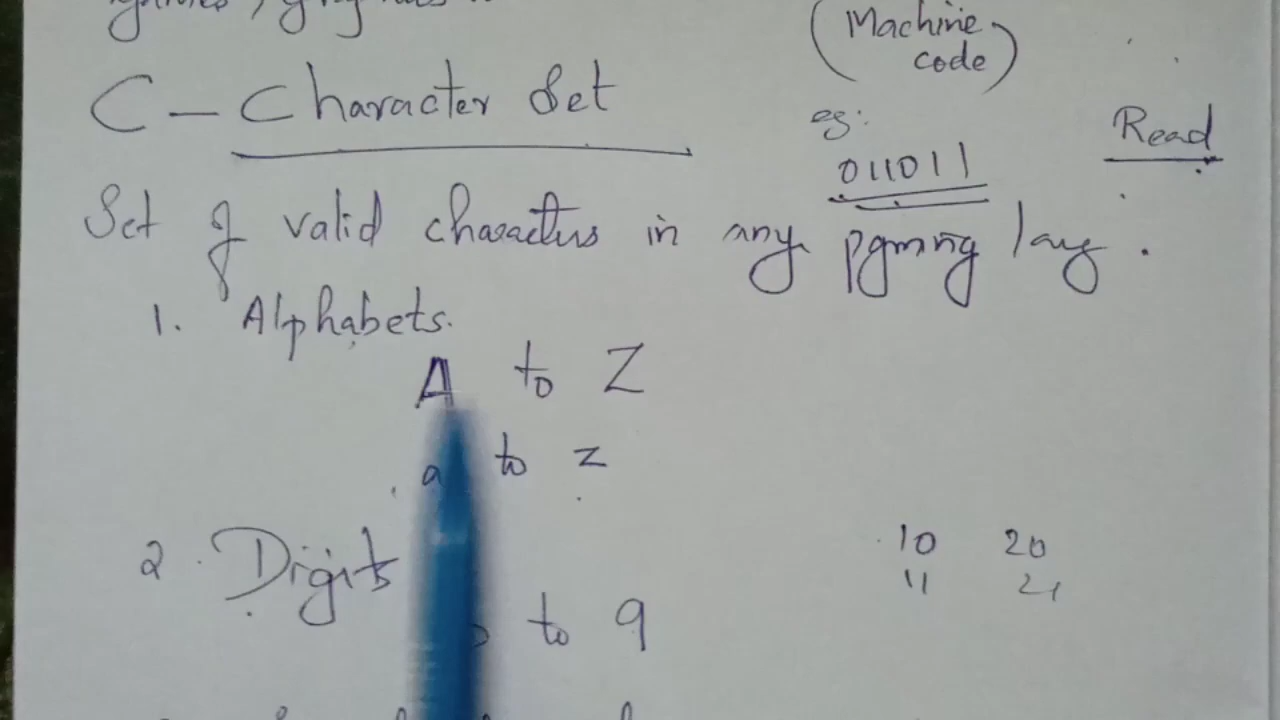 (Machine
code)
C - Character Set
eg:
011011
Read
Set of valid characters in any pgmng lang.
1. Alphabets.
A to Z
a to z
2. Digits
10 20
11 21
to 9